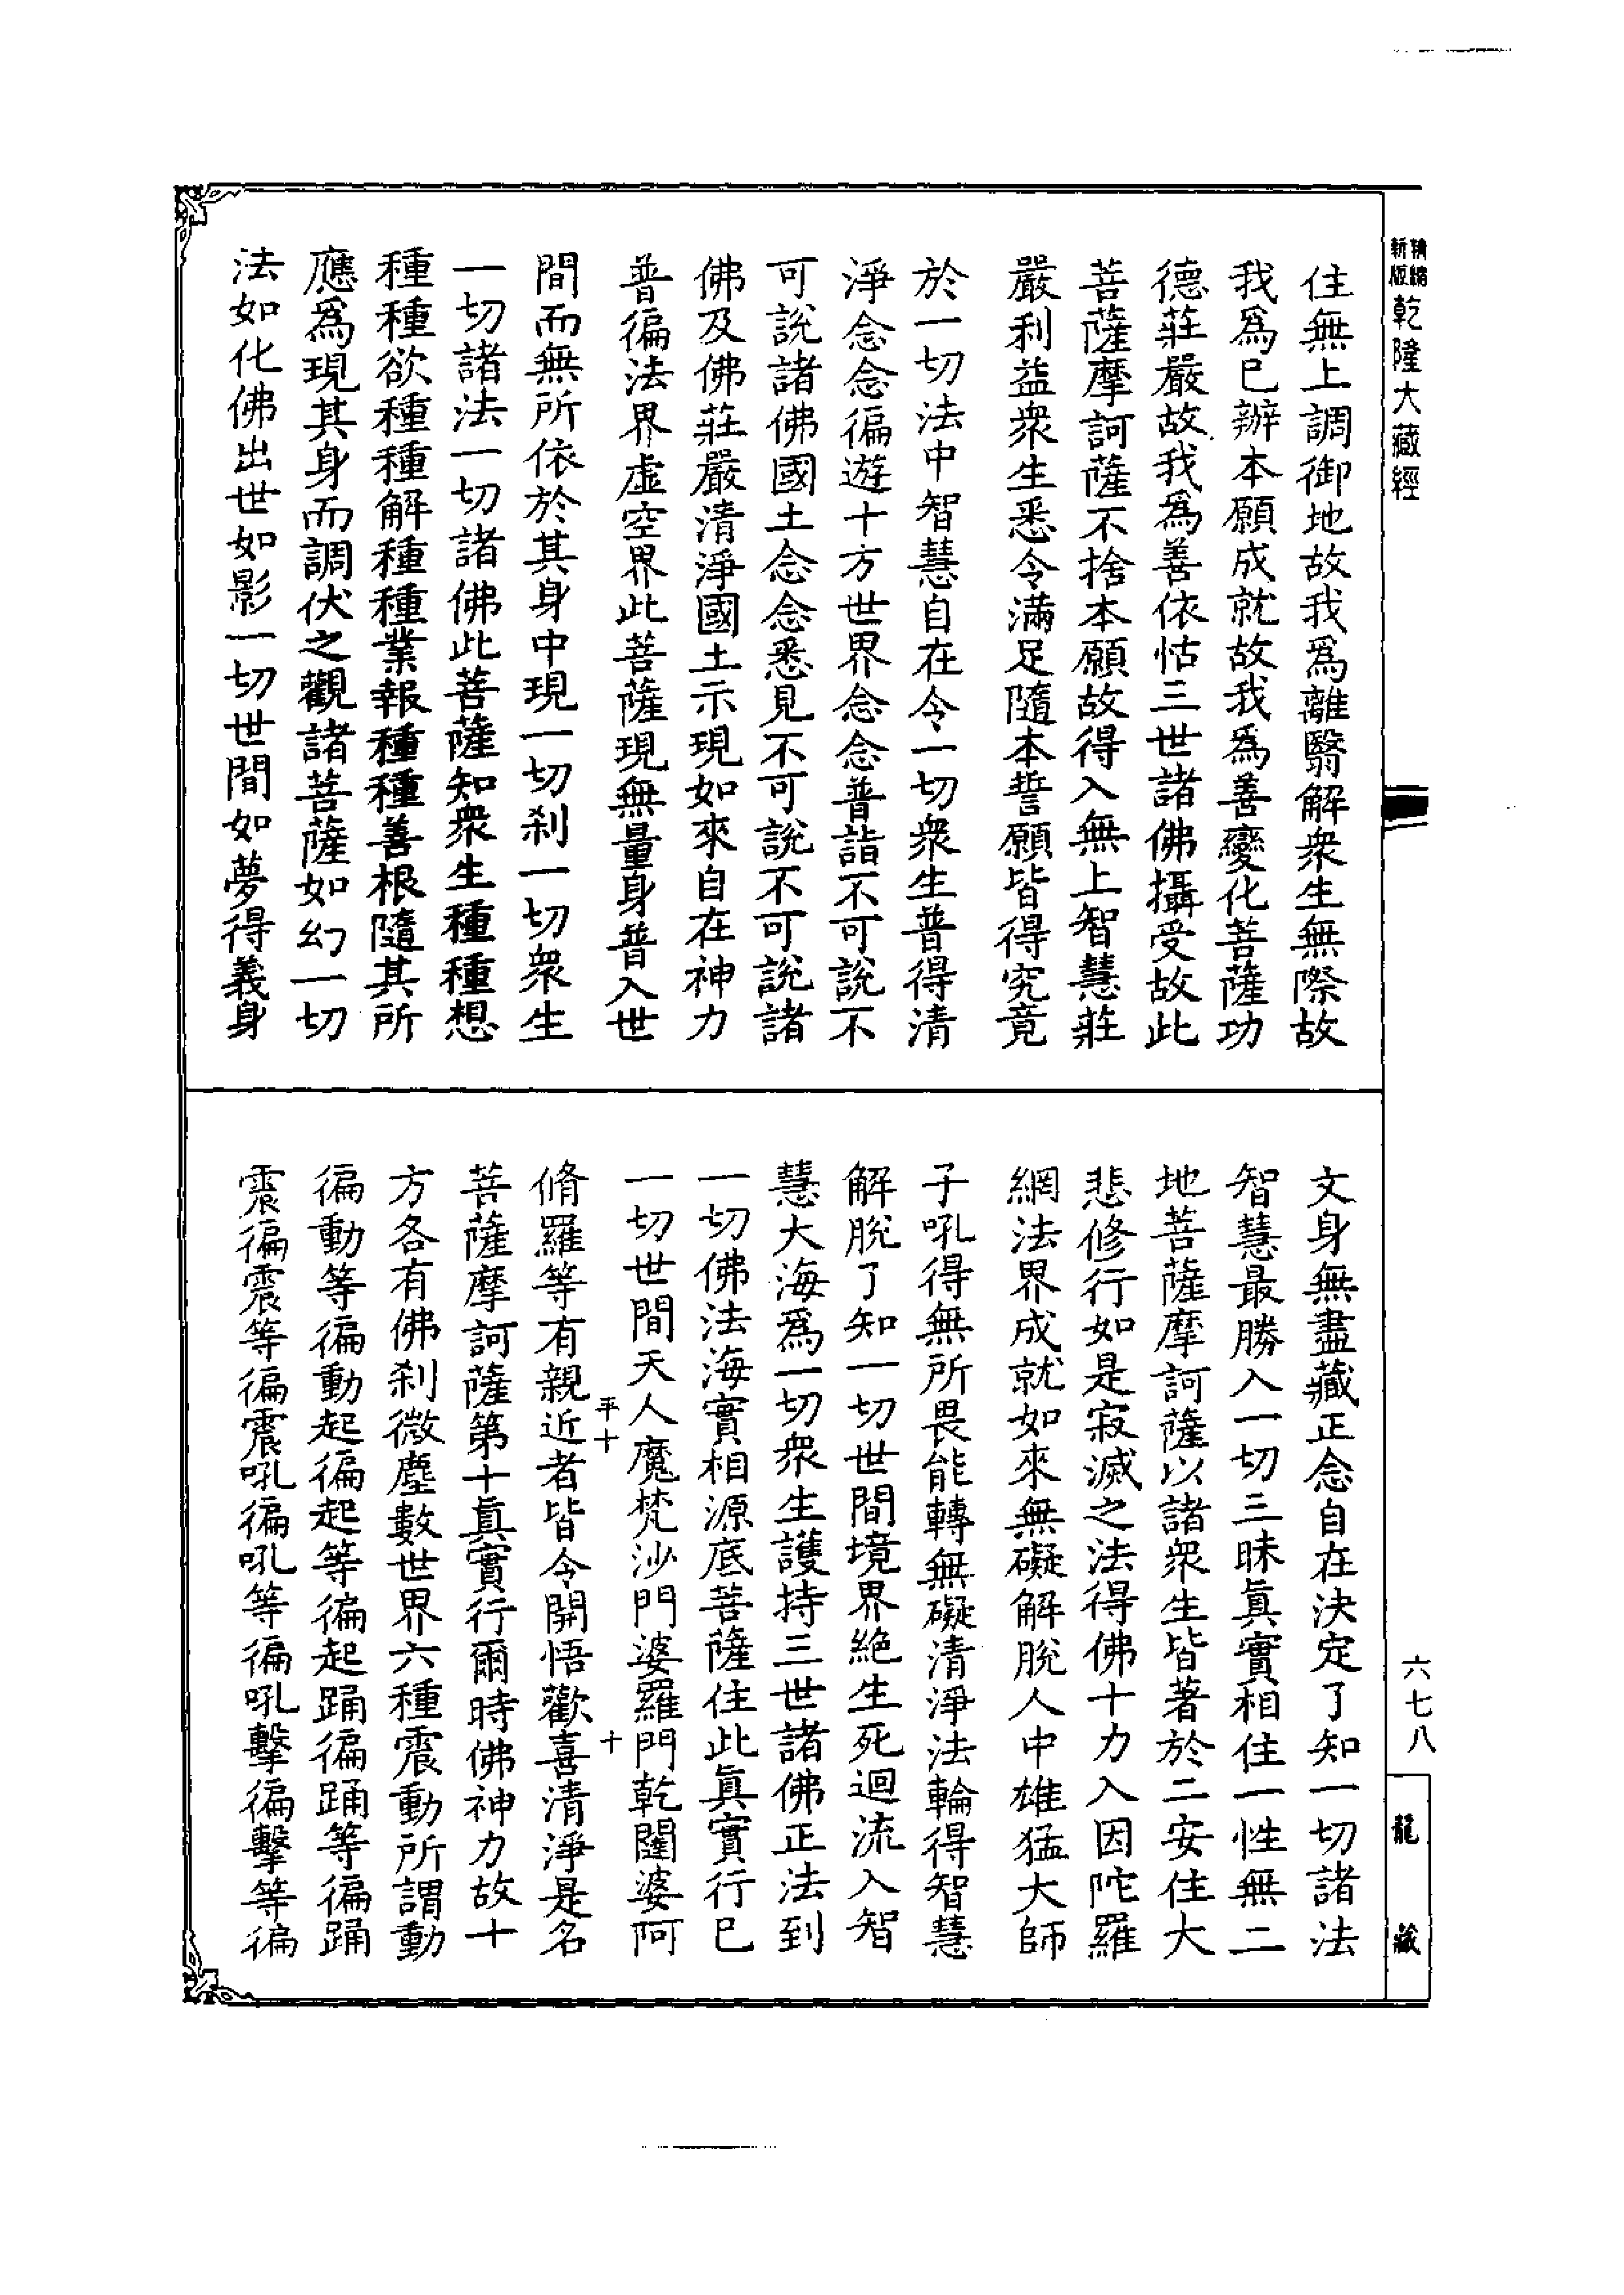 精縮新版
乾隆大藏經
住無上調御地故我爲離翳解衆生無際故
我爲已辦本願成就故我爲善變化菩薩功
德莊嚴故我爲善依怙三世諸佛攝受故此
菩薩摩訶薩不捨本願故得入無上智慧莊
嚴利益衆生悉令滿足隨本誓願皆得究竟
於一切法中智慧自在令一切衆生普得清
淨念念徧遊十方世界念念普詣不可說不
可說諸佛國土念念悉見不可說不可說諸
佛及佛莊嚴清淨國土示現如來自在神力
普徧法界虛空界此菩薩現無量身普入世
間而無所依於其身中現一切刹一切衆生
一切諸法一切諸佛此菩薩知衆生種種想
種種欲種種解種種業報種種善根隨其所
應爲現其身而調伏之觀諸菩薩如幻一切
法如化佛出世如影一切世間如夢得義身
文身無盡藏正念自在決定了知一切諸法
智慧最勝入一切三昧眞實相住一性無二
地菩薩摩訶薩以諸衆生皆著於二安住大
悲修行如是寂滅之法得佛十力入因陀羅
網法界成就如來無礙解脫人中雄猛大師
子吼得無所畏能轉無礙清淨法輪得智慧
解脫了知一切世間境界絶生死迴流入智
慧大海爲一切衆生護持三世諸佛正法到
一切佛法海實相源底菩薩住此眞實行已
一切世間天人魔梵沙門婆羅門乾闥婆阿
平十
十
脩羅等有親近者皆令開悟歡喜清淨是名
菩薩摩訶薩第十眞實行爾時佛神力故十
方各有佛刹微塵數世界六種震動所謂動
徧動等徧動起徧起等徧起踊徧踊等徧踊
震徧震等徧震吼徧吼等徧吼擊徧擊等徧
六七八
龍藏